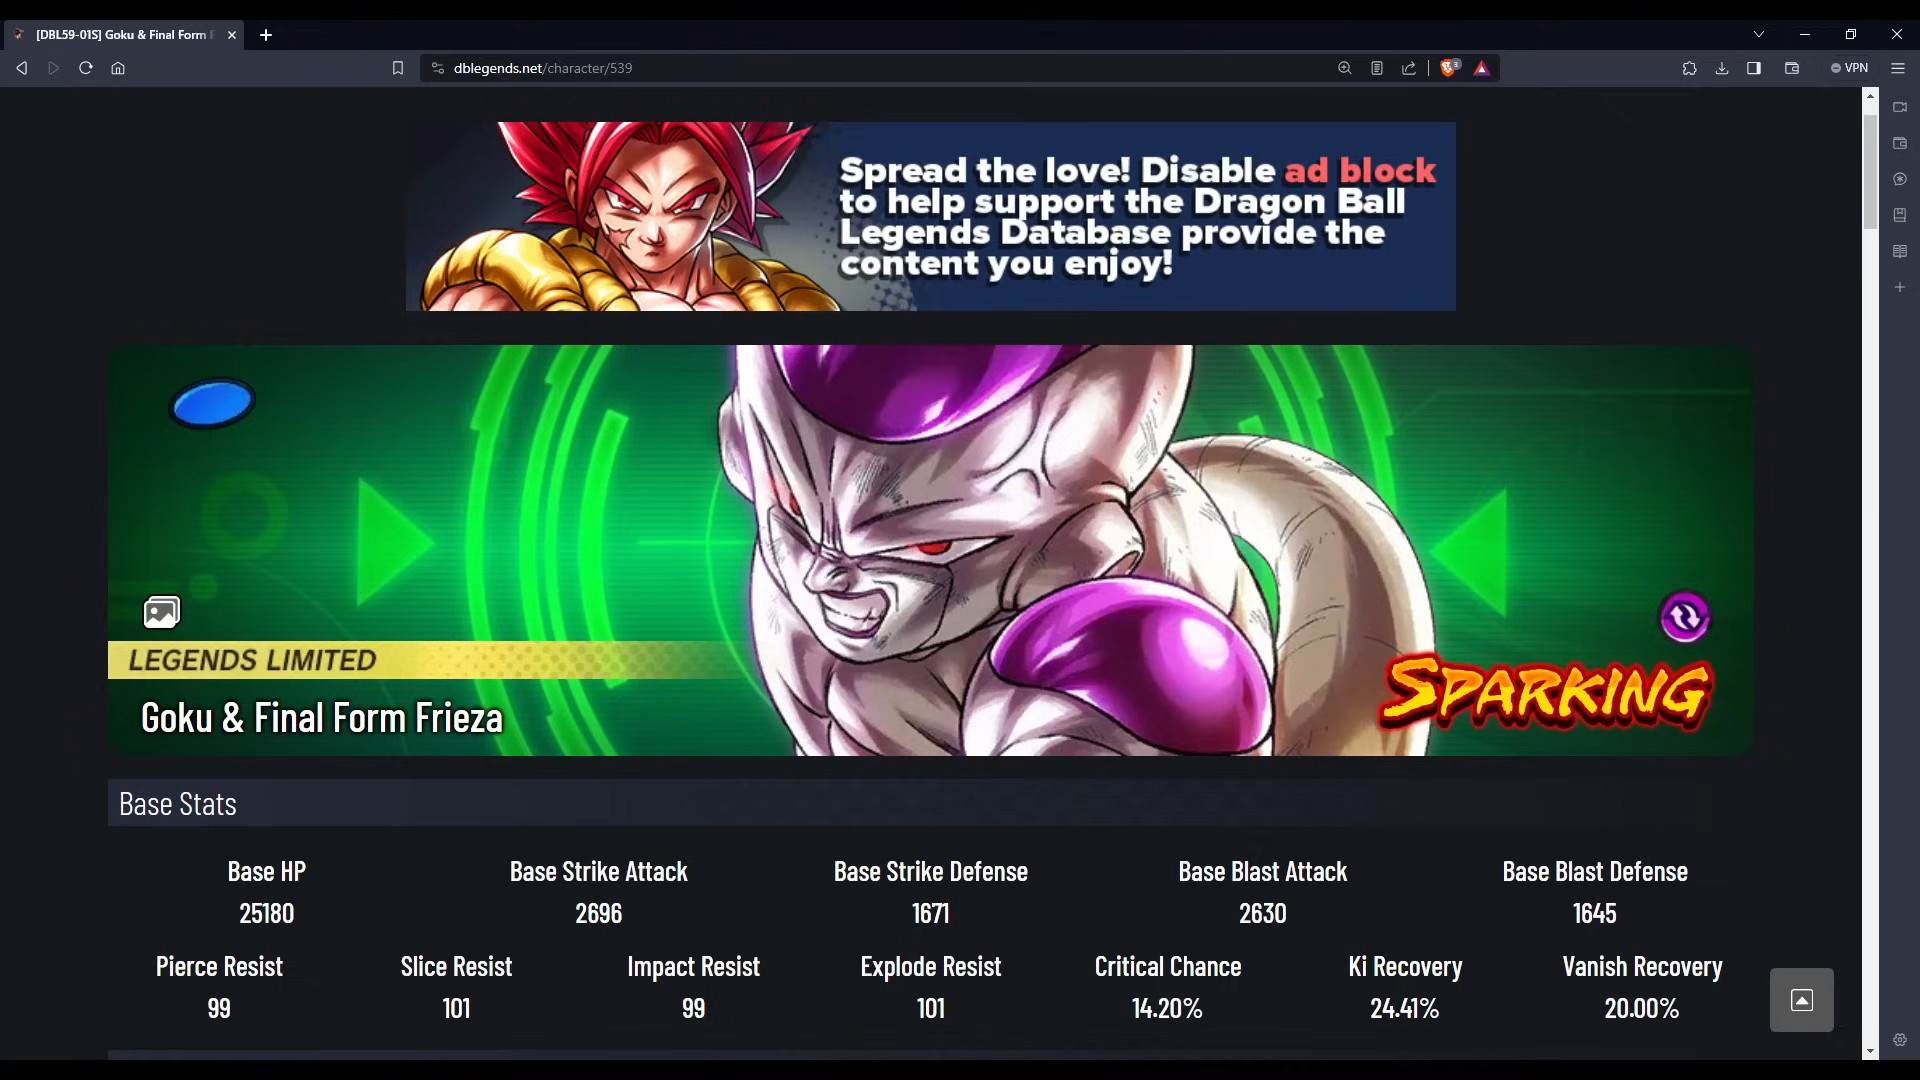 [DBL59-01S] Goku & Final Form F
dblegends.net/character/539
3
VPN
Spread the love! Disable ad block
to help support the Dragon Ball
Legends Database provide the
content you enjoy!
LEGENDS LIMITED
Goku & Final Form Frieza
SPARKING
Base Stats
Base HP
Base Strike Attack
Base Strike Defense
Base Blast Attack
Base Blast Defense
25180
2696
1671
2630
1645
Pierce Resist
Slice Resist
Impact Resist
Explode Resist
Critical Chance
Ki Recovery
Vanish Recovery
99
101
99
101
14.20%
24.41%
20.00%